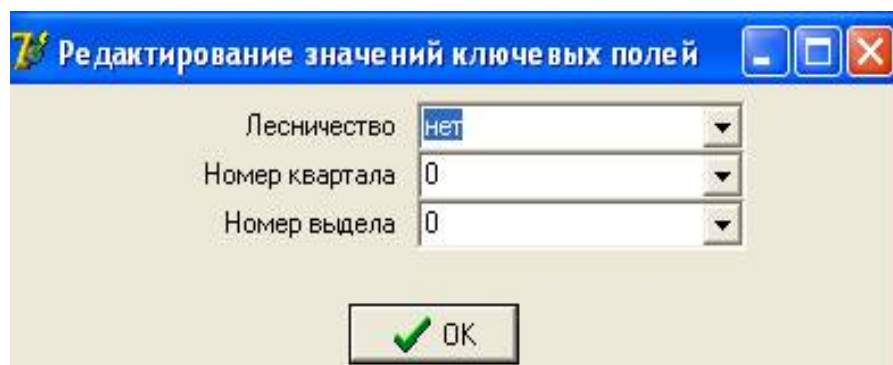 Редактирование значений ключевых полей
Лесничество нет
Номер квартала 0
Номер выдела 0
OK